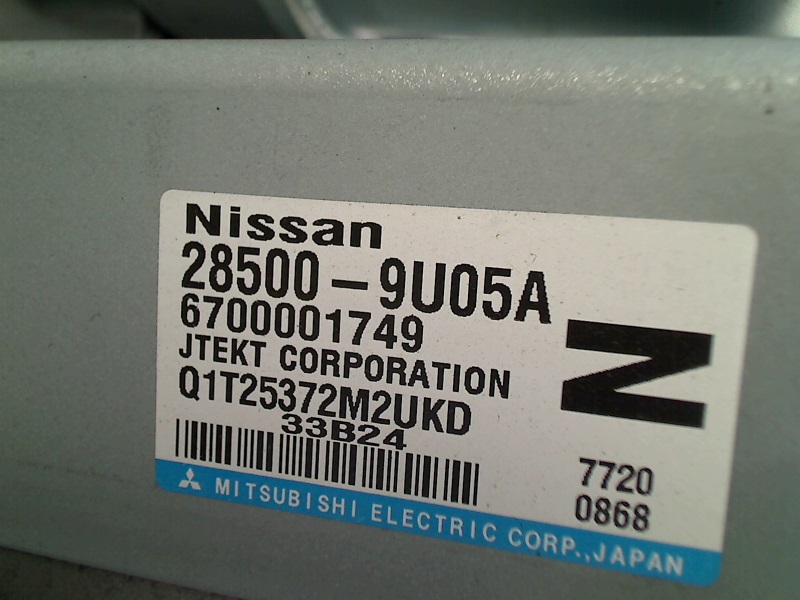 Nissan
28500-9U05A
6700001749
JTEKT CORPORATION
Q1T25372M2UKD
33B24
N
7720
0868
MITSUBISHI ELECTRIC CORP.,JAPAN